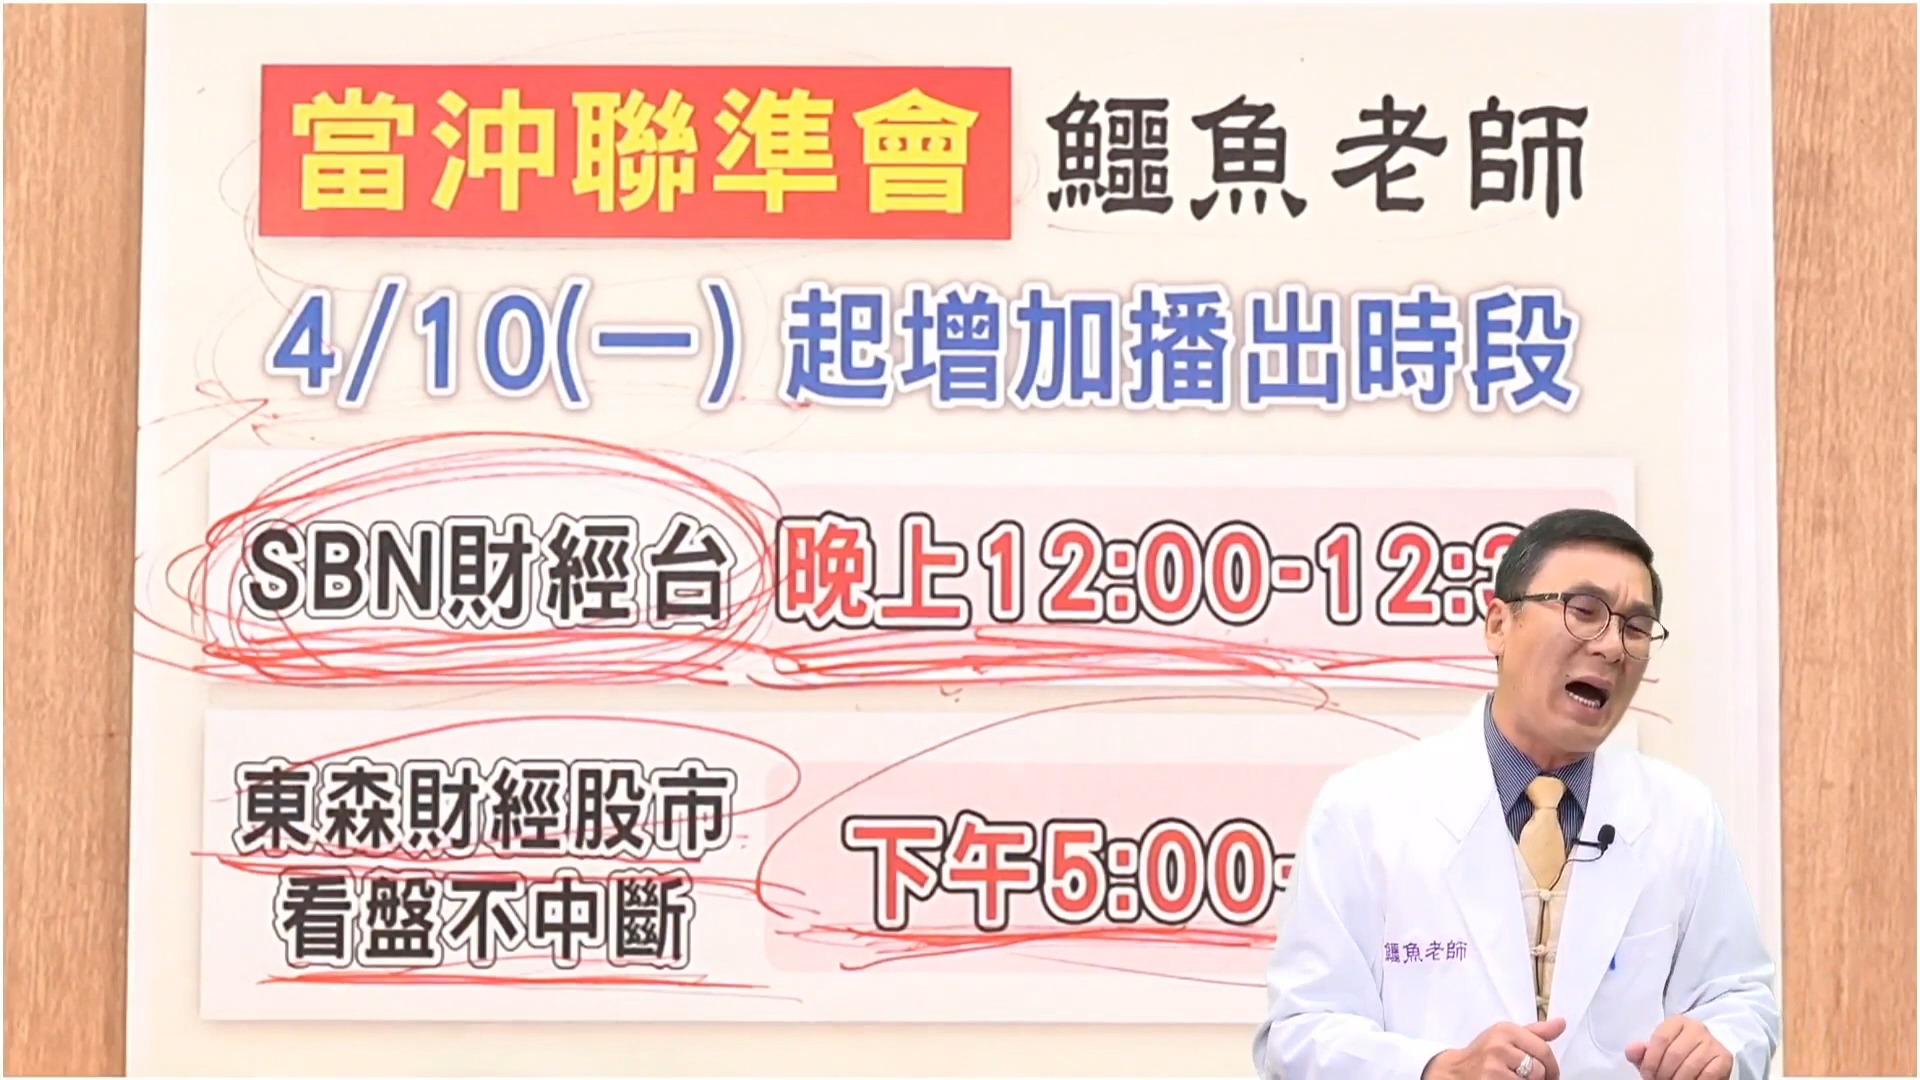 當沖聯準會 鱷魚老師
4/10(一) 起增加播出時段
SBN財經台 晚上12:00-12:3
東森財經股市
看盤不中斷
下午5:00-
鱷魚老師